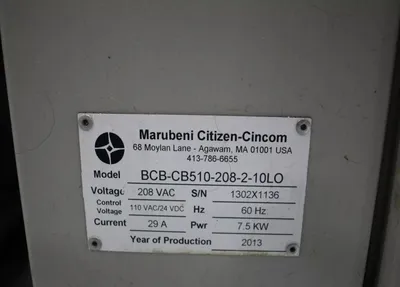 Marubeni Citizen-Cincom
68 Moylan Lane - Agawam, MA 01001 USA
413-786-6655
Model BCB-CB510-208-2-10LO
Voltage 208 VAC S/N 1302X1136
Control Voltage 110 VAC/24 VDC Hz 60 Hz
Current 29 A Pwr 7.5 KW
Year of Production 2013